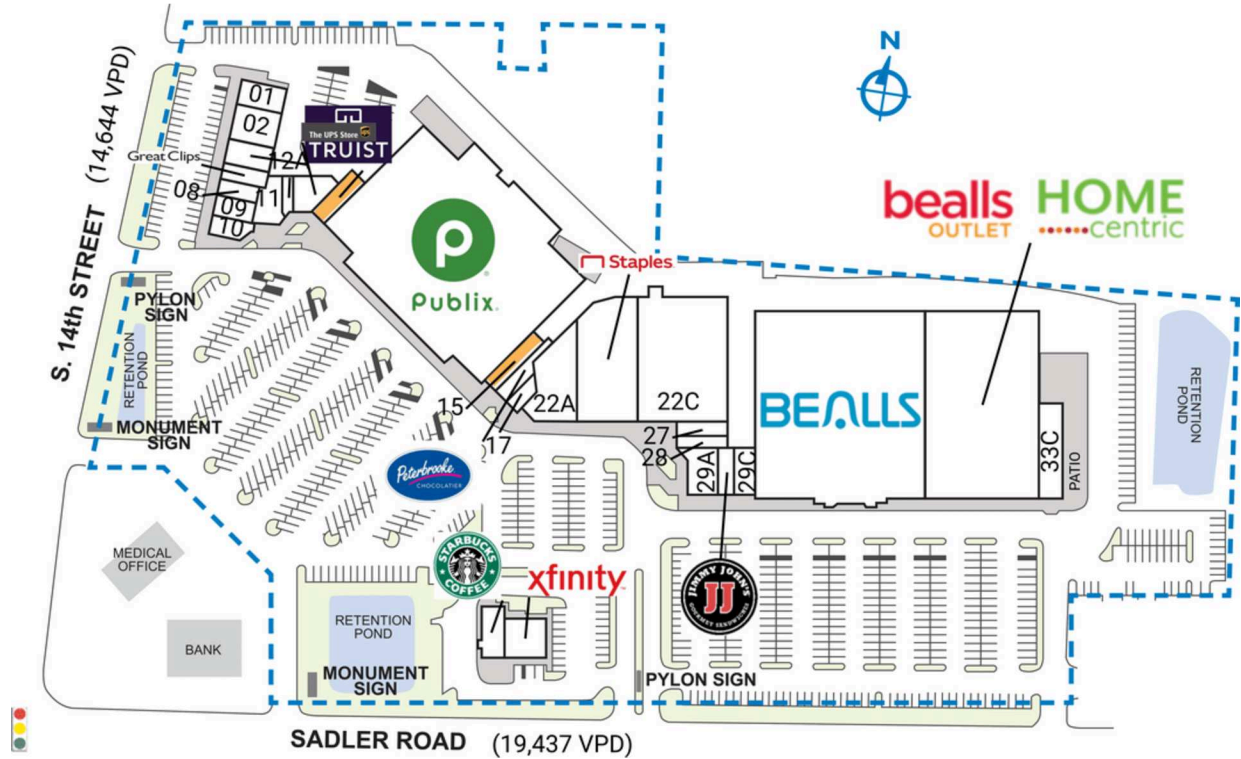 N
S. 14th STREET (14,644 VPD)
01
02
The UPS Store
ups
TRUIST
Great Clips
12A
08
11
09
10
P
Publix
Staples
bealls
OUTLET
HOME
centric
PYLON
SIGN
RETENTION
POND
MONUMENT
SIGN
15
17
22A
22C
27
28
29A
29C
BEALLS
33C
PATIO
RETENTION
POND
Peterbrooke
CHOCOLATIER
MEDICAL
OFFICE
BANK
STARBUCKS
COFFEE
xfinity
JIMMY JOHN'S
JJ
GOURMET SANDWICHES
RETENTION
POND
MONUMENT
SIGN
PYLON SIGN
SADLER ROAD (19,437 VPD)